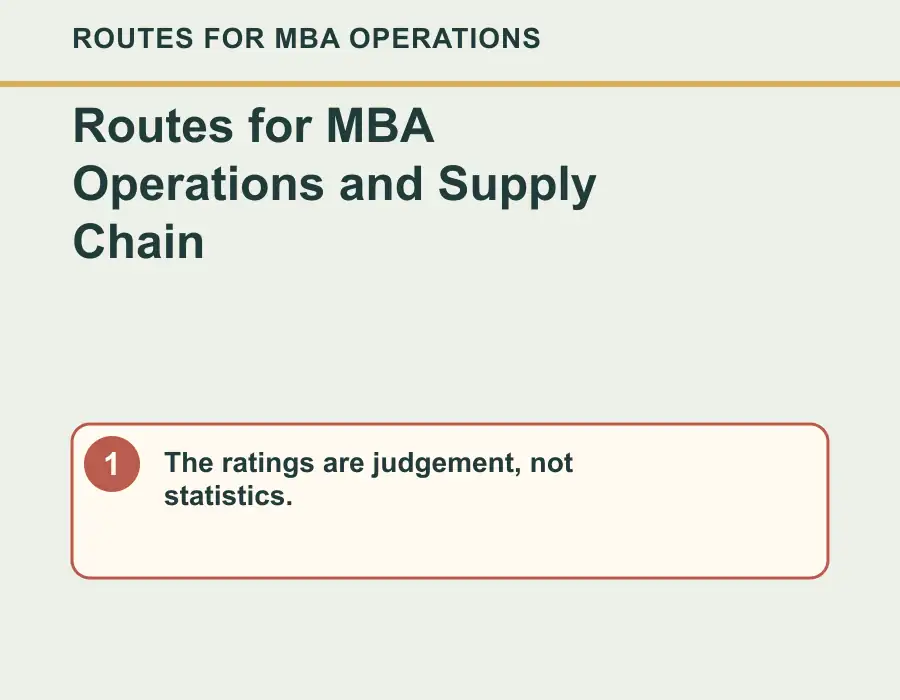 ROUTES FOR MBA OPERATIONS
Routes for MBA
Operations and Supply
Chain
1
The ratings are judgement, not
statistics.